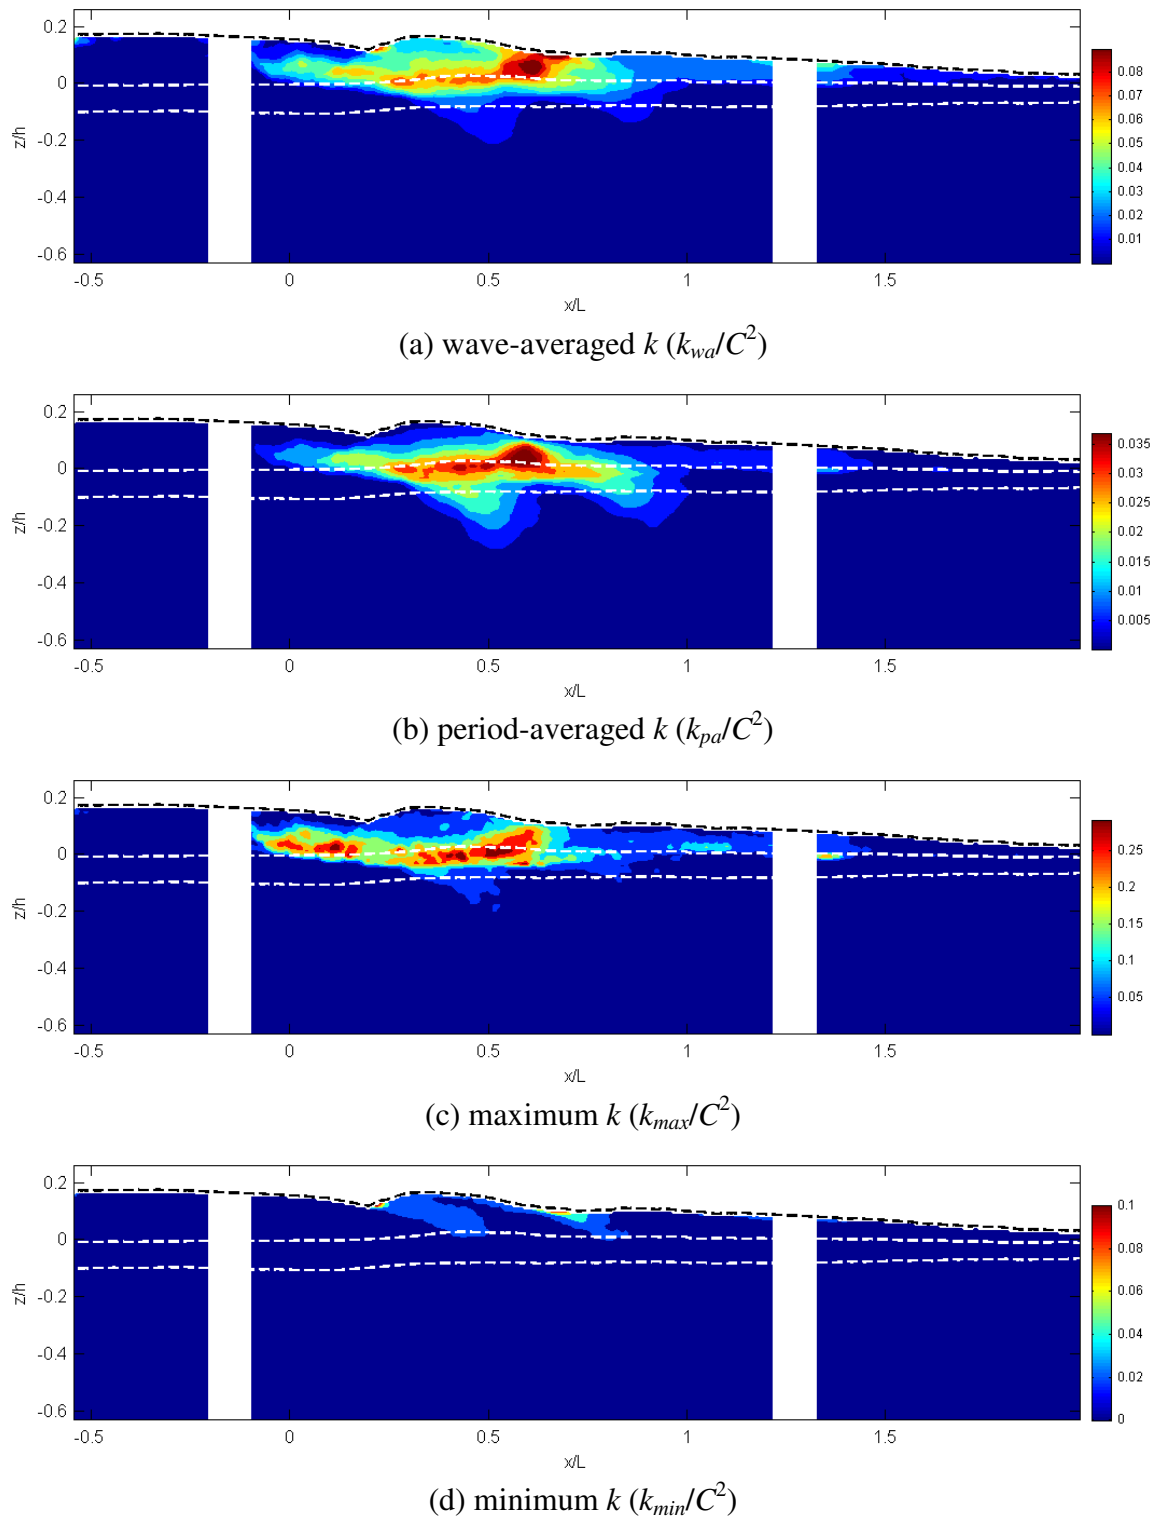 0.2
0
-0.2
-0.4
-0.6
z/h
-0.5 0 0.5 1 1.5
x/L
0.08
0.07
0.06
0.05
0.04
0.03
0.02
0.01
(a) wave-averaged k (kwa/C2)
0.2
0
-0.2
-0.4
-0.6
z/h
-0.5 0 0.5 1 1.5
x/L
0.035
0.03
0.025
0.02
0.015
0.01
0.005
(b) period-averaged k (kpa/C2)
0.2
0
-0.2
-0.4
-0.6
z/h
-0.5 0 0.5 1 1.5
x/L
0.25
0.2
0.15
0.1
0.05
(c) maximum k (kmax/C2)
0.2
0
-0.2
-0.4
-0.6
z/h
-0.5 0 0.5 1 1.5
x/L
0.1
0.08
0.06
0.04
0.02
0
(d) minimum k (kmin/C2)